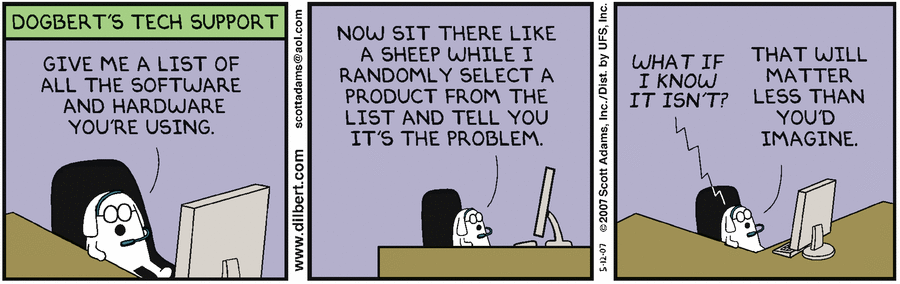 DOGBERT'S TECH SUPPORT
GIVE ME A LIST OF
ALL THE SOFTWARE
AND HARDWARE
YOU'RE USING.
www.dilbert.com
scottadams@aol.com
NOW SIT THERE LIKE
A SHEEP WHILE I
RANDOMLY SELECT A
PRODUCT FROM THE
LIST AND TELL YOU
IT'S THE PROBLEM.
5-12-07
©2007 Scott Adams, Inc./Dist. by UFS, Inc.
WHAT IF
I KNOW
IT ISN'T?
THAT WILL
MATTER
LESS THAN
YOU'D
IMAGINE.